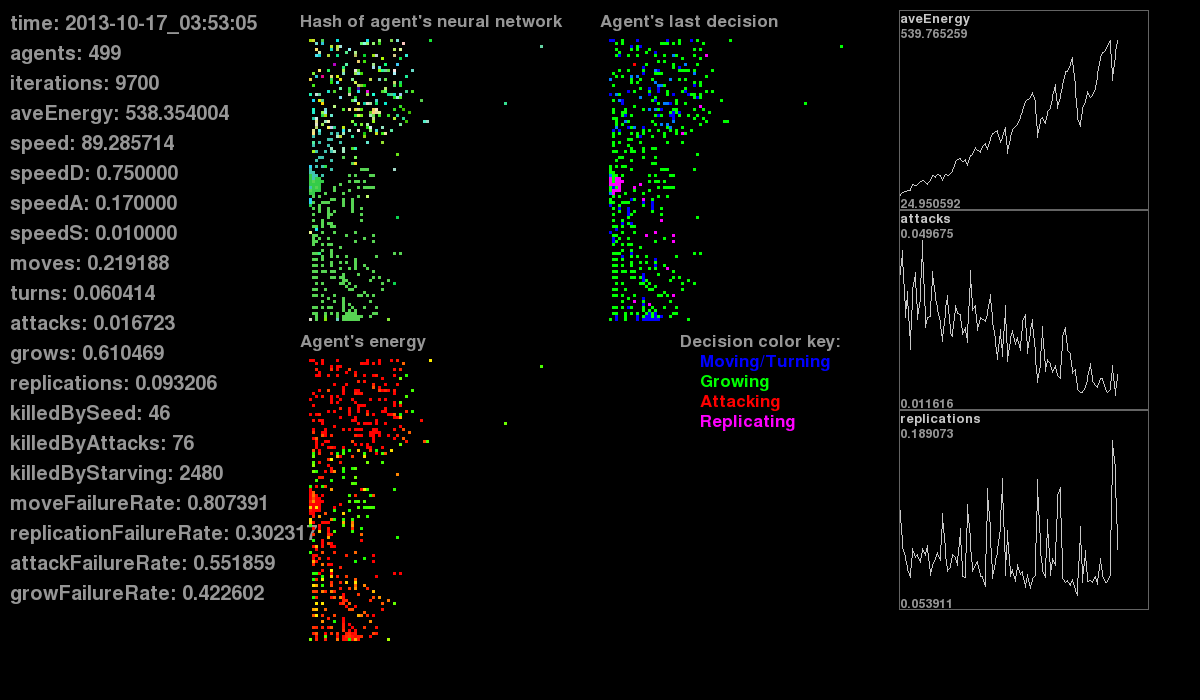 time: 2013-10-17_03:53:05
agents: 499
iterations: 9700
aveEnergy: 538.354004
speed: 89.285714
speedD: 0.750000
speedA: 0.170000
speedS: 0.010000
moves: 0.219188
turns: 0.060414
attacks: 0.016723
grows: 0.610469
replications: 0.093206
killedBySeed: 46
killedByAttacks: 76
killedByStarving: 2480
moveFailureRate: 0.807391
replicationFailureRate: 0.302317
attackFailureRate: 0.551859
growFailureRate: 0.422602
Hash of agent's neural network
Agent's last decision
Agent's energy
Decision color key:
Moving/Turning
Growing
Attacking
Replicating
aveEnergy
539.765259
24.950592
attacks
0.049675
0.011616
replications
0.189073
0.053911